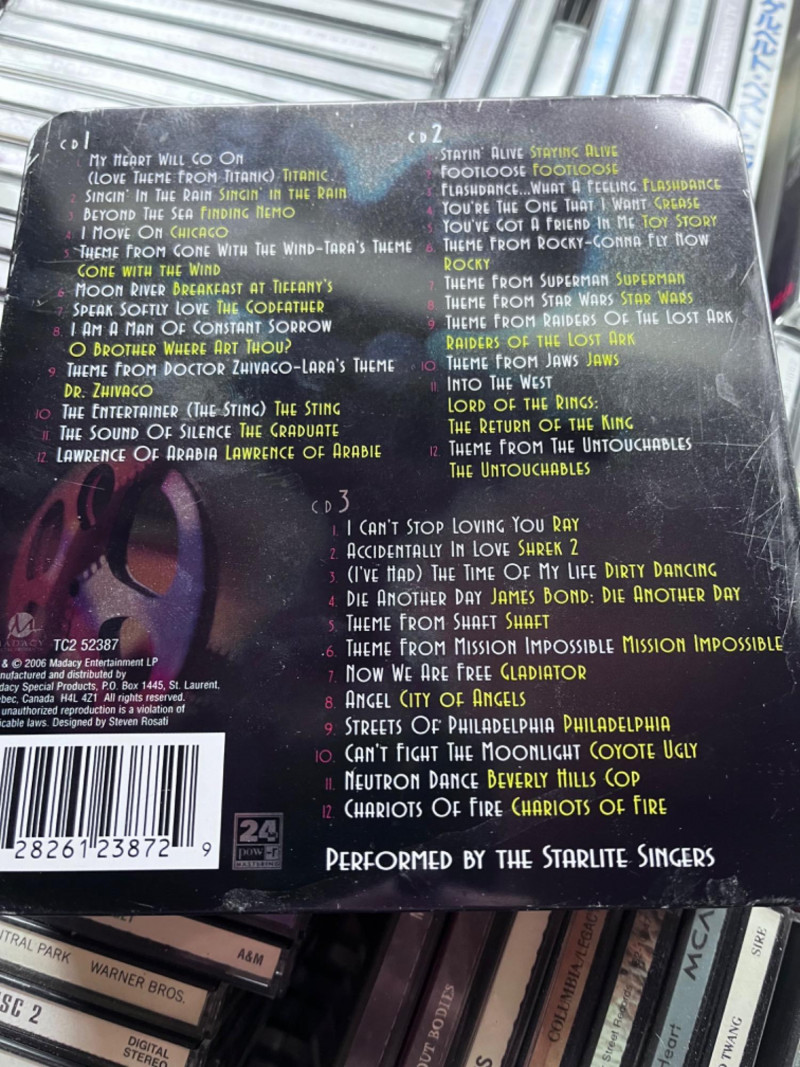 CD 1
MY HEART WILL GO ON
(LOVE THEME FROM TITANIC) TITANIC
2. SINGIN' IN THE RAIN SINGIN' IN THE RAIN
3. BEYOND THE SEA FINDING NEMO
4. I MOVE ON CHICAGO
5. THEME FROM GONE WITH THE WIND-TARA'S THEME
GONE WITH THE WIND
6. MOON RIVER BREAKFAST AT TIFFANY'S
7. SPEAK SOFTLY LOVE THE GODFATHER
8. I AM A MAN OF CONSTANT SORROW
O BROTHER WHERE ART THOU?
9. THEME FROM DOCTOR ZHIVAGO-LARA'S THEME
DR. ZHIVAGO
10. THE ENTERTAINER (THE STING) THE STING
11. THE SOUND OF SILENCE THE GRADUATE
12. LAWRENCE OF ARABIA LAWRENCE OF ARABIE
CD 2
STAYIN' ALIVE STAYING ALIVE
FOOTLOOSE FOOTLOOSE
FLASHDANCE...WHAT A FEELING FLASHDANCE
YOU'RE THE ONE THAT I WANT GREASE
YOU'VE GOT A FRIEND IN ME TOY STORY
6. THEME FROM ROCKY-GONNA FLY NOW
ROCKY
7. THEME FROM SUPERMAN SUPERMAN
8. THEME FROM STAR WARS STAR WARS
9. THEME FROM RAIDERS OF THE LOST ARK
RAIDERS OF THE LOST ARK
10. THEME FROM JAWS JAWS
11. INTO THE WEST
LORD OF THE RINGS:
THE RETURN OF THE KING
12. THEME FROM THE UNTOUCHABLES
THE UNTOUCHABLES
CD 3
1. I CAN'T STOP LOVING YOU RAY
2. ACCIDENTALLY IN LOVE SHREK 2
3. (I'VE HAD) THE TIME OF MY LIFE DIRTY DANCING
4. DIE ANOTHER DAY JAMES BOND: DIE ANOTHER DAY
5. THEME FROM SHAFT SHAFT
6. THEME FROM MISSION IMPOSSIBLE MISSION IMPOSSIBLE
7. NOW WE ARE FREE GLADIATOR
8. ANGEL CITY OF ANGELS
9. STREETS OF PHILADELPHIA PHILADELPHIA
10. CAN'T FIGHT THE MOONLIGHT COYOTE UGLY
11. NEUTRON DANCE BEVERLY HILLS COP
12. CHARIOTS OF FIRE CHARIOTS OF FIRE
PERFORMED BY THE STARLITE SINGERS
MADACY
TC2 52387
& © 2006 Madacy Entertainment LP
nufactured and distributed by
dacy Special Products, P.O. Box 1445, St. Laurent,
bec, Canada H4L 4Z1 All rights reserved.
unauthorized reproduction is a violation of
icable laws. Designed by Steven Rosati
28261 23872 9
24
pow-r
MASTERING
NTRAL PARK WARNER BROS.
A&M
SC 2
DIGITAL
STEREO
OUT BODIES
COLUMBIA/LEGACY
Street Records
Heart
MCA
SIRE
TWANG